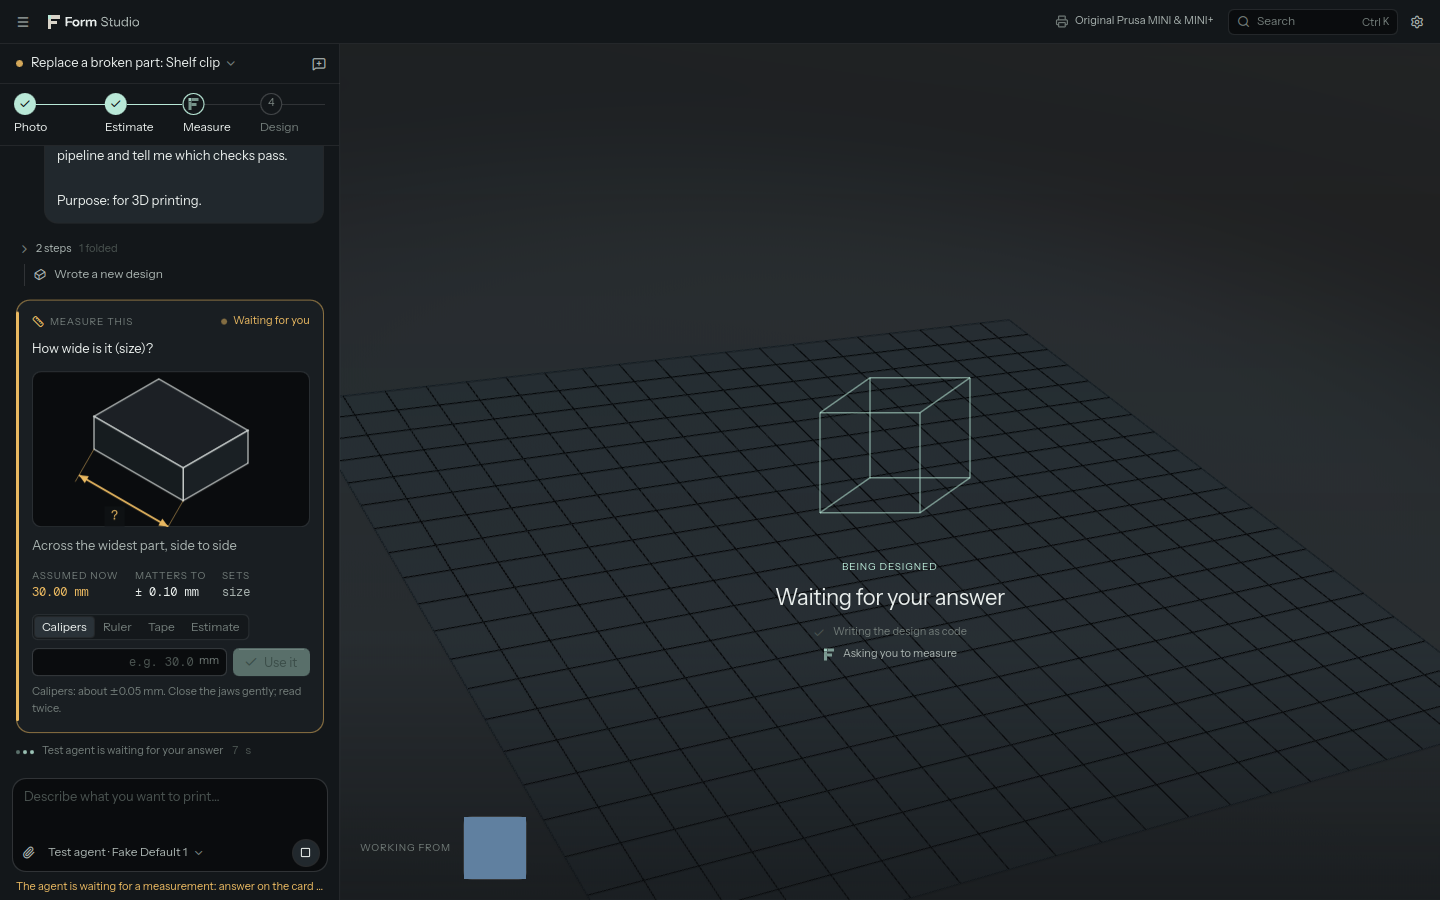 Form Studio
Original Prusa MINI & MINI+
Search
Ctrl K
Replace a broken part: Shelf clip
4
Photo
Estimate
Measure
Design
pipeline and tell me which checks pass.
Purpose: for 3D printing.
2 steps 1 folded
Wrote a new design
MEASURE THIS
Waiting for you
How wide is it (size)?
?
Across the widest part, side to side
ASSUMED NOW MATTERS TO SETS
30.00 mm ± 0.10 mm size
Calipers Ruler Tape Estimate
e.g. 30.0 mm
Use it
Calipers: about ±0.05 mm. Close the jaws gently; read
twice.
Test agent is waiting for your answer 7 s
Describe what you want to print...
Test agent · Fake Default 1
The agent is waiting for a measurement: answer on the card ...
BEING DESIGNED
Waiting for your answer
Writing the design as code
Asking you to measure
WORKING FROM